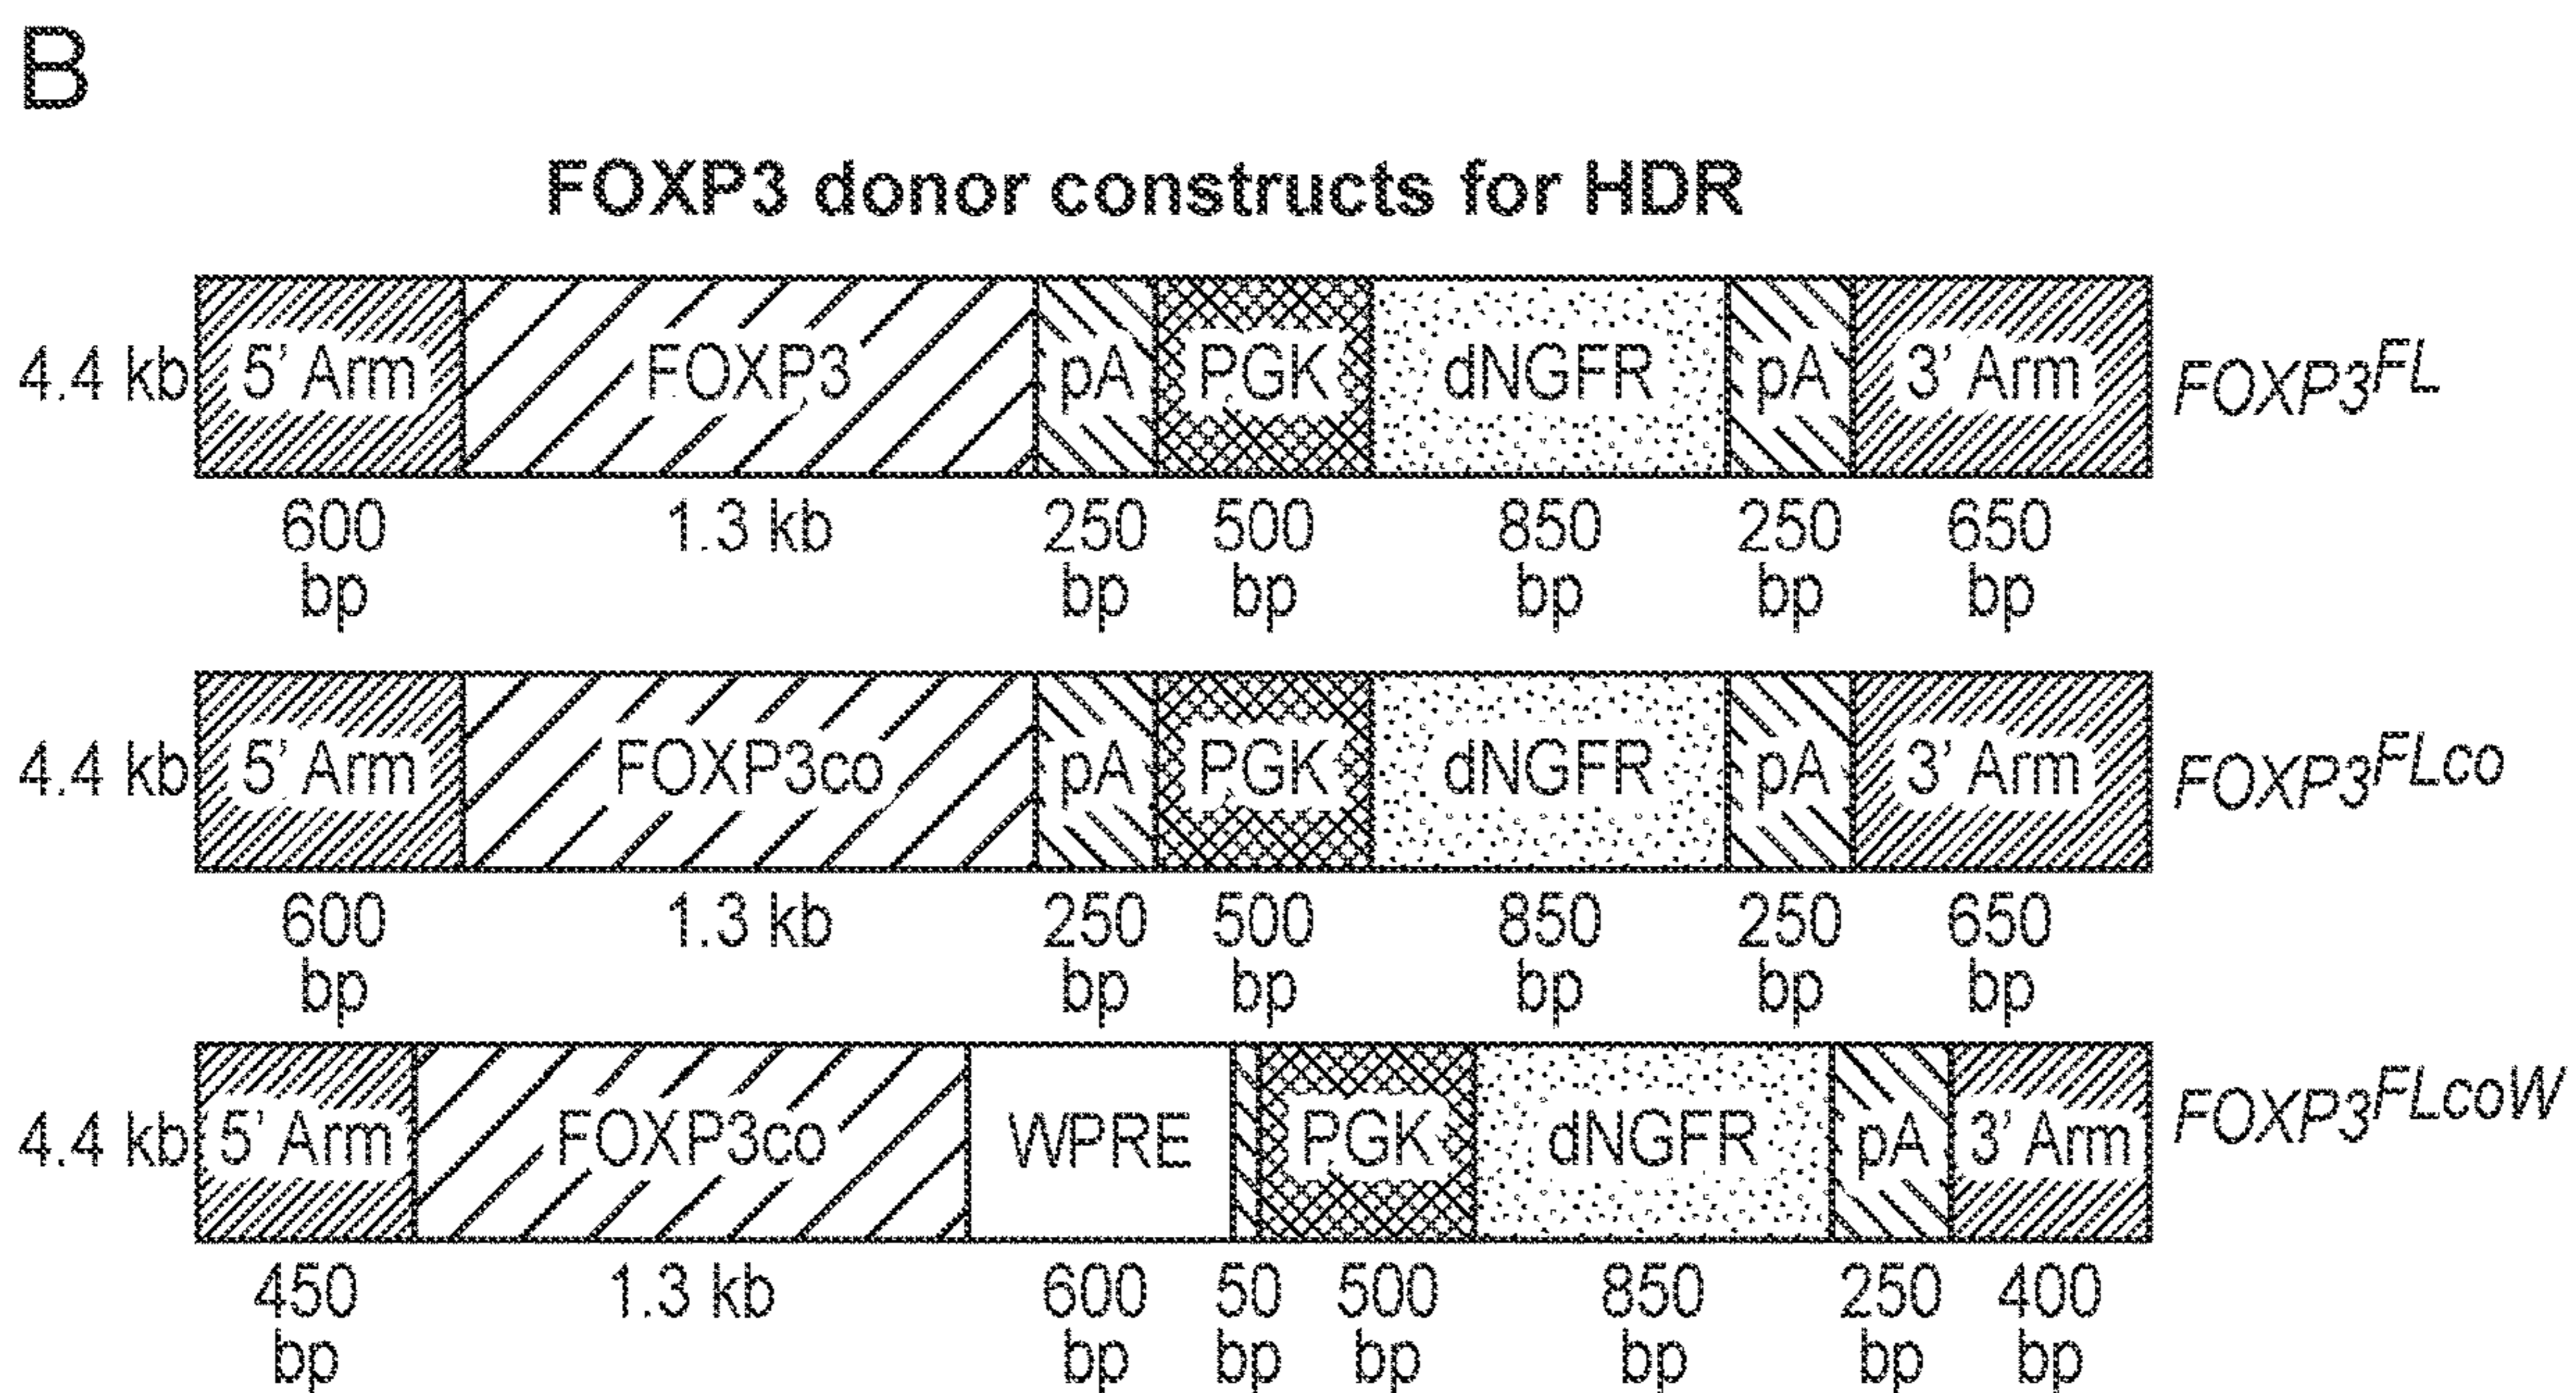 B
FOXP3 donor constructs for HDR
4.4 kb 5’ Arm FOXP3 pA PGK dNGFR pA 3’ Arm FOXP3FL
600 1.3 kb 250 500 850 250 650
bp bp bp bp bp bp
4.4 kb 5’ Arm FOXP3co pA PGK dNGFR pA 3’ Arm FOXP3FLco
600 1.3 kb 250 500 850 250 650
bp bp bp bp bp bp
4.4 kb 5’ Arm FOXP3co WPRE PGK dNGFR pA 3’ Arm FOXP3FLcoW
450 1.3 kb 600 50 500 850 250 400
bp bp bp bp bp bp bp